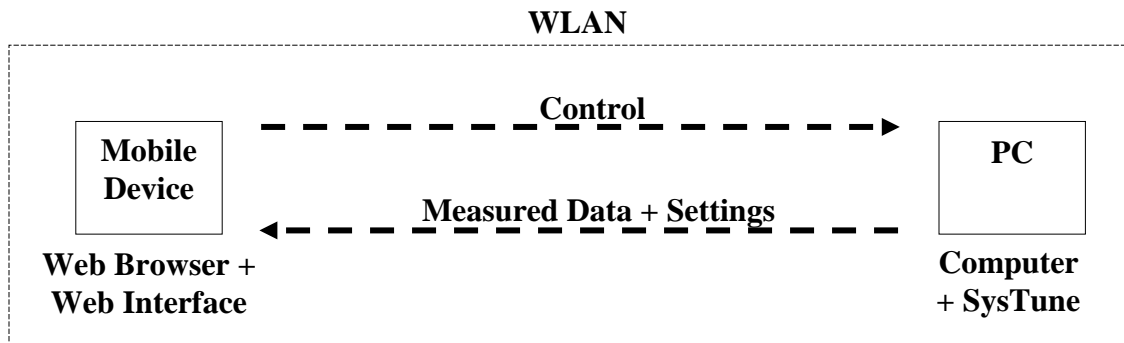 WLAN
Control
Mobile
Device
PC
Measured Data + Settings
Web Browser +
Web Interface
Computer
+ SysTune